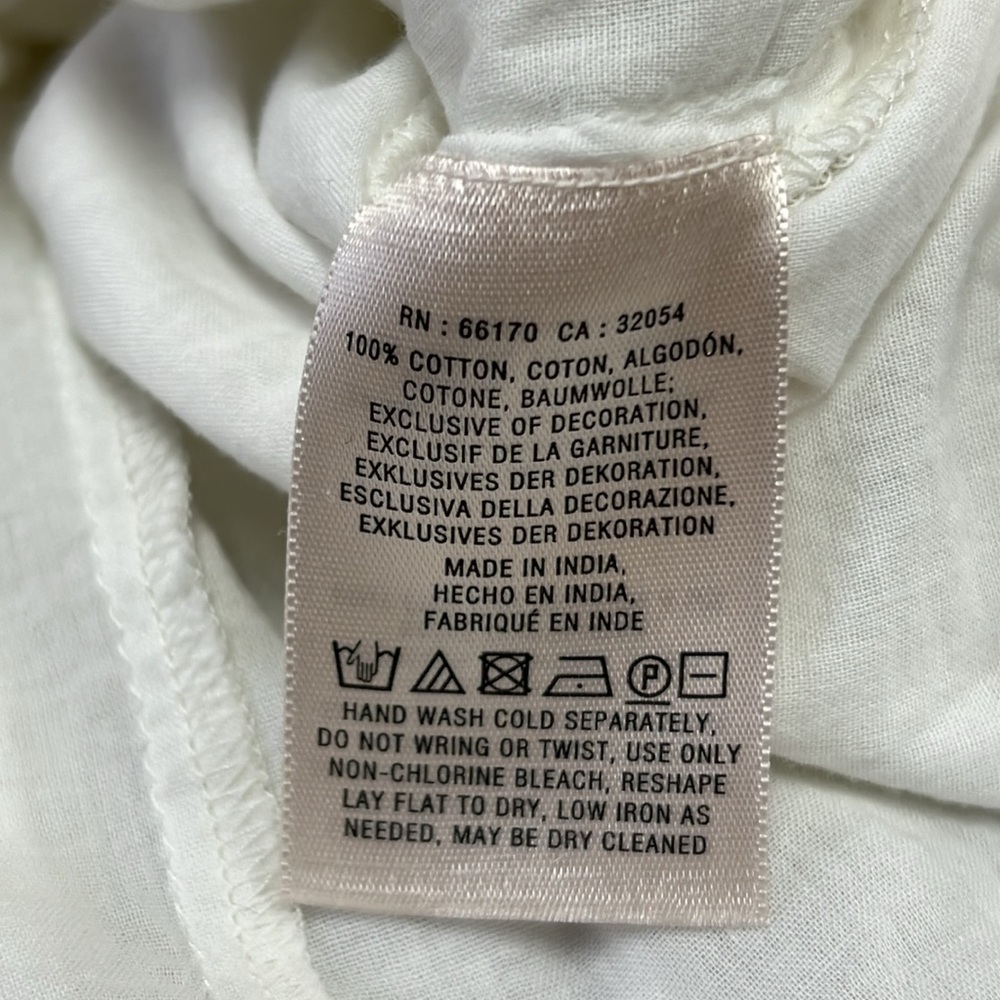 RN : 66170 CA : 32054
100% COTTON, COTON, ALGODÓN,
COTONE, BAUMWOLLE;
EXCLUSIVE OF DECORATION,
EXCLUSIF DE LA GARNITURE,
EXKLUSIVES DER DEKORATION,
ESCLUSIVA DELLA DECORAZIONE,
EXKLUSIVES DER DEKORATION
MADE IN INDIA,
HECHO EN INDIA,
FABRIQUÉ EN INDE
P
HAND WASH COLD SEPARATELY,
DO NOT WRING OR TWIST, USE ONLY
NON-CHLORINE BLEACH, RESHAPE
LAY FLAT TO DRY, LOW IRON AS
NEEDED, MAY BE DRY CLEANED